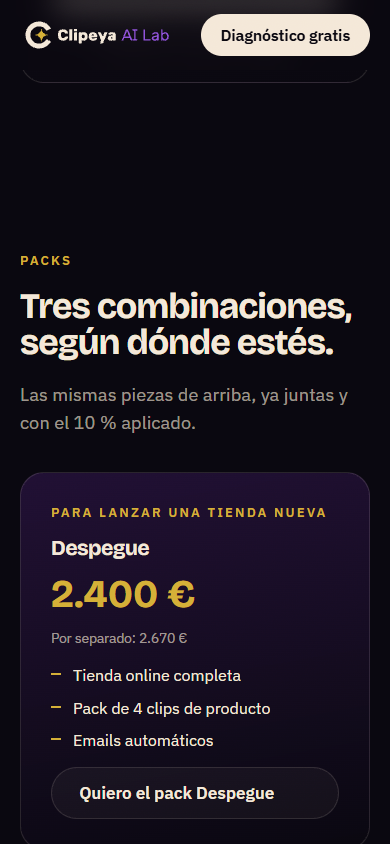 Clipeya AI Lab
Diagnóstico gratis
PACKS
Tres combinaciones,
según dónde estés.
Las mismas piezas de arriba, ya juntas y
con el 10 % aplicado.
PARA LANZAR UNA TIENDA NUEVA
Despegue
2.400 €
Por separado: 2.670 €
Tienda online completa
Pack de 4 clips de producto
Emails automáticos
Quiero el pack Despegue